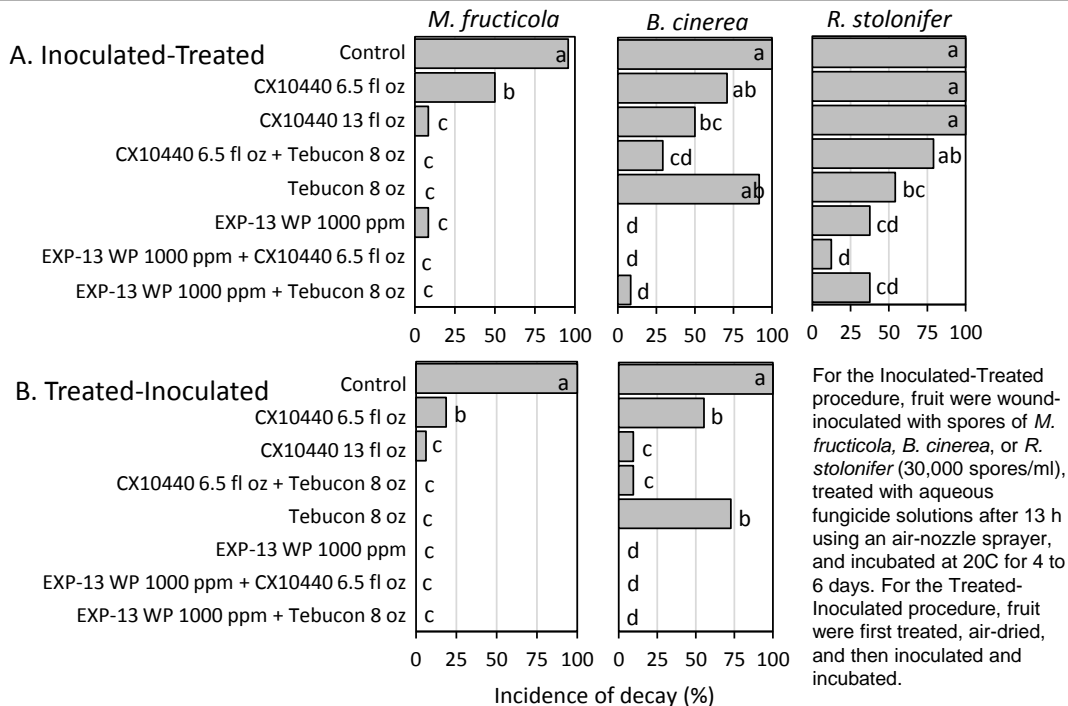 M. fructicola B. cinerea R. stolonifer
A. Inoculated-Treated
Control a a a
CX10440 6.5 fl oz b ab a
CX10440 13 fl oz c bc a
CX10440 6.5 fl oz + Tebucon 8 oz c cd ab
Tebucon 8 oz c ab bc
EXP-13 WP 1000 ppm c d cd
EXP-13 WP 1000 ppm + CX10440 6.5 fl oz c d d
EXP-13 WP 1000 ppm + Tebucon 8 oz c d cd
0 25 50 75 100 0 25 50 75 100 0 25 50 75 100
B. Treated-Inoculated
Control a a
CX10440 6.5 fl oz b b
CX10440 13 fl oz c c
CX10440 6.5 fl oz + Tebucon 8 oz c c
Tebucon 8 oz c b
EXP-13 WP 1000 ppm c d
EXP-13 WP 1000 ppm + CX10440 6.5 fl oz c d
EXP-13 WP 1000 ppm + Tebucon 8 oz c d
0 25 50 75 100 0 25 50 75 100
Incidence of decay (%)
For the Inoculated-Treated
procedure, fruit were wound-
inoculated with spores of M.
fructicola, B. cinerea, or R.
stolonifer (30,000 spores/ml),
treated with aqueous
fungicide solutions after 13 h
using an air-nozzle sprayer,
and incubated at 20C for 4 to
6 days. For the Treated-
Inoculated procedure, fruit
were first treated, air-dried,
and then inoculated and
incubated.